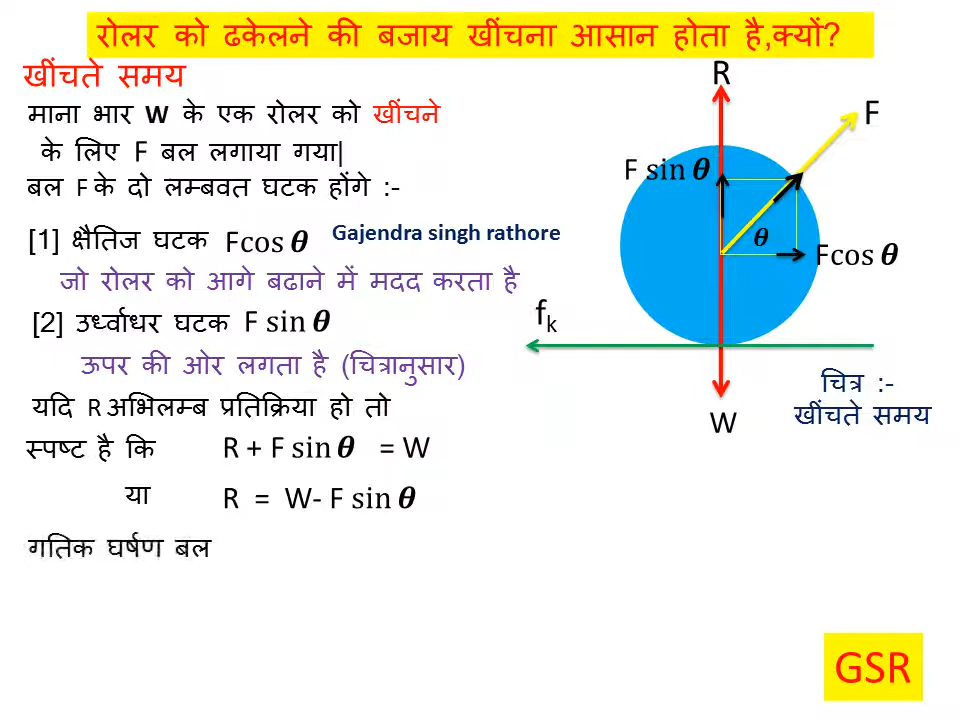 रोलर को ढकेलने की बजाय खींचना आसान होता है,क्यों?
खींचते समय
माना भार W के एक रोलर को खींचने
के लिए F बल लगाया गया|
बल F के दो लम्बवत घटक होंगे :-
[1] क्षैतिज घटक Fcos θ
Gajendra singh rathore
जो रोलर को आगे बढाने में मदद करता है
[2] उर्ध्वाधर घटक F sin θ
ऊपर की ओर लगता है (चित्रानुसार)
यदि R अभिलम्ब प्रतिक्रिया हो तो
स्पष्ट है कि R + F sin θ = W
या R = W- F sin θ
गतिक घर्षण बल
R
F
F sin θ
θ
Fcos θ
fk
W
चित्र :-
खींचते समय
GSR